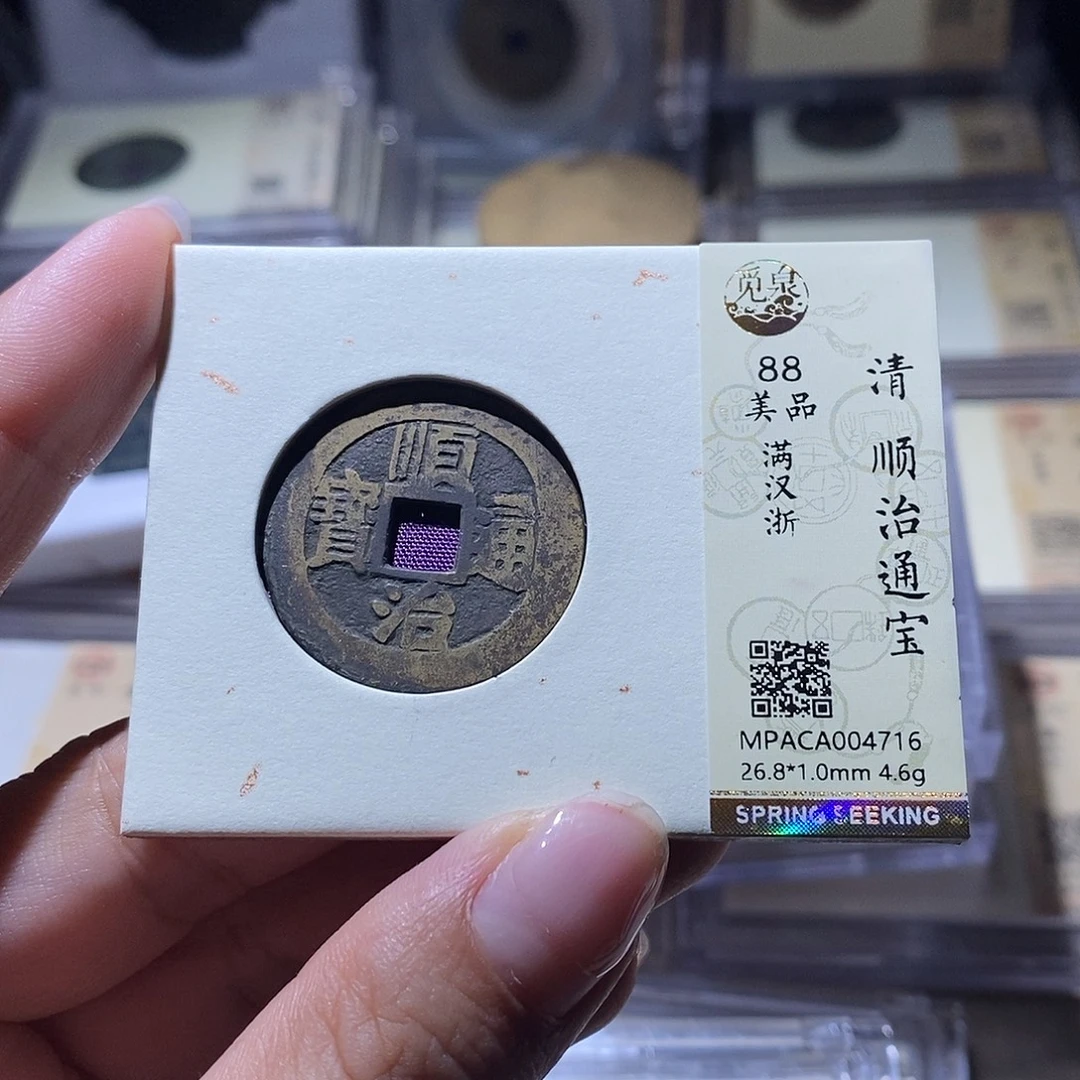 順
治
通
寶
觅泉
88
美品
满
汉
浙
清
顺
治
通
宝
MPACA004716
26.8*1.0mm 4.6g
SPRING SEEKING